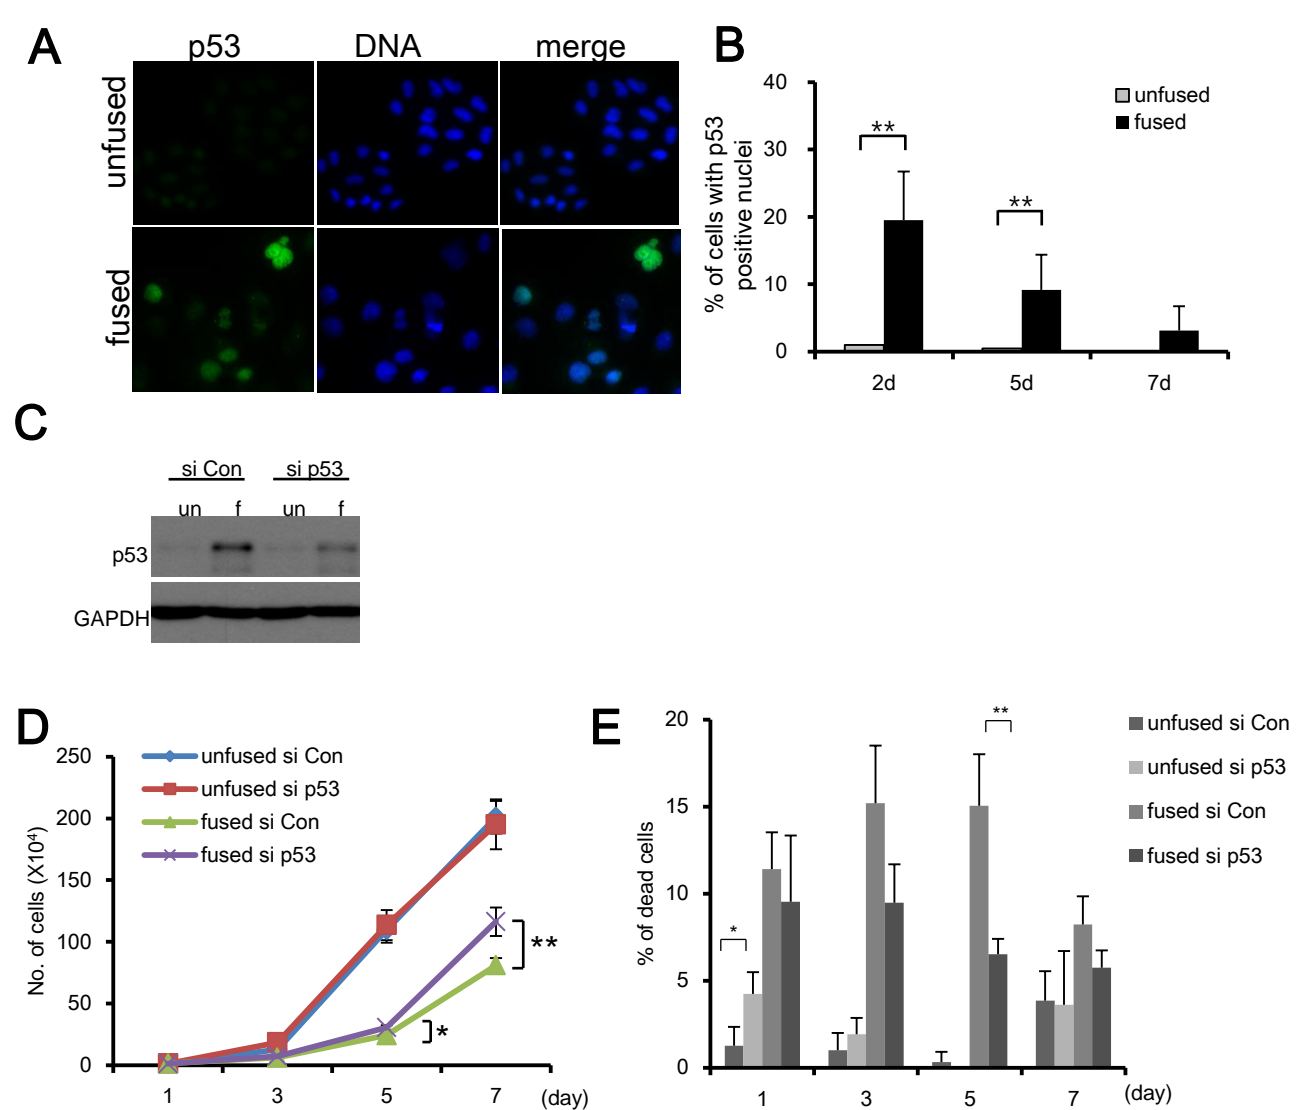 A
p53 DNA merge
unfused
fused
B
% of cells with p53
positive nuclei
40
30
20
10
0
** **
2d 5d 7d
unfused
fused
C
si Con si p53
un f un f
p53
GAPDH
D
No. of cells (X10⁴)
250
200
150
100
50
0
1 3 5 7 (day)
unfused si Con
unfused si p53
fused si Con
fused si p53
**
*
E
% of dead cells
20
15
10
5
0
* **
1 3 5 7 (day)
unfused si Con
unfused si p53
fused si Con
fused si p53